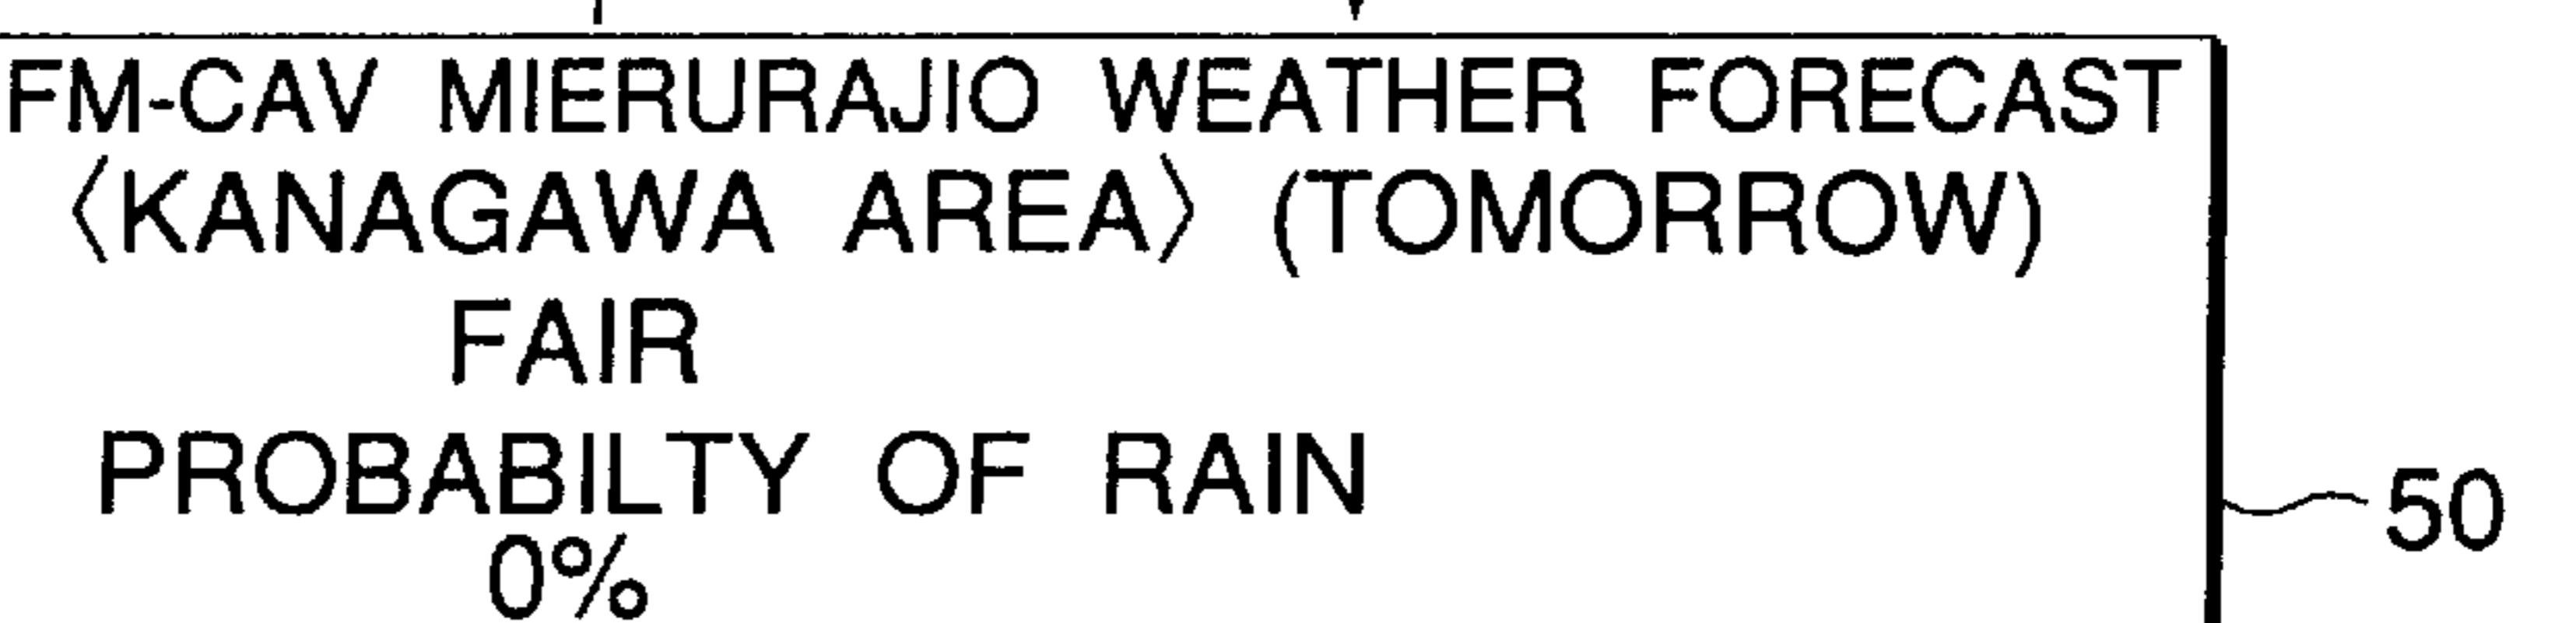 FM-CAV MIERURAJIO WEATHER FORECAST
〈KANAGAWA AREA〉 (TOMORROW)
FAIR
PROBABILTY OF RAIN
50
0%